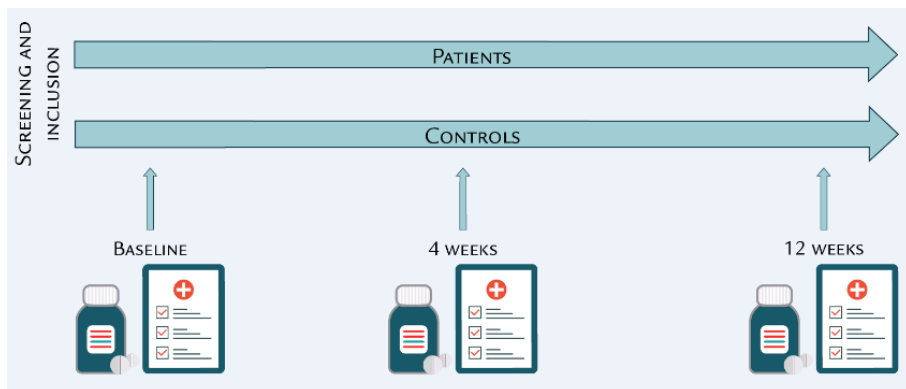 SCREENING AND
INCLUSION
PATIENTS
CONTROLS
BASELINE
4 WEEKS
12 WEEKS